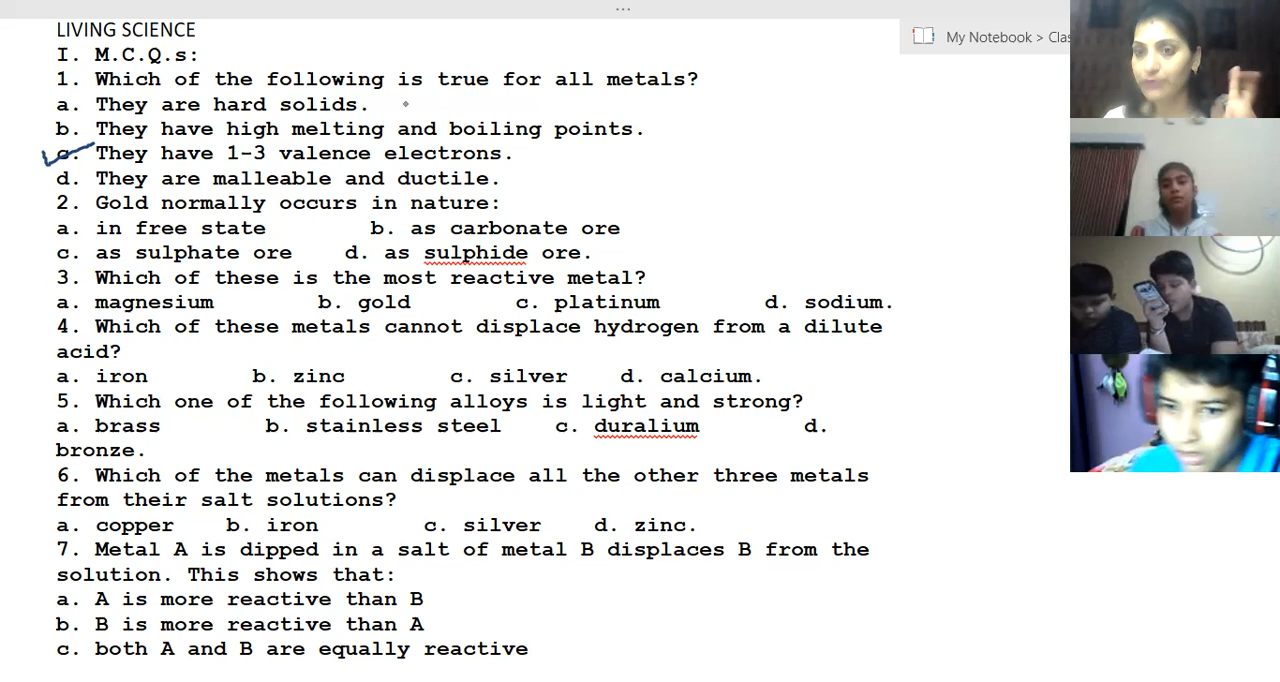 LIVING SCIENCE
My Notebook > Clas
I. M.C.Q.s:
1. Which of the following is true for all metals?
a. They are hard solids.
b. They have high melting and boiling points.
c. They have 1-3 valence electrons.
d. They are malleable and ductile.
2. Gold normally occurs in nature:
a. in free state b. as carbonate ore
c. as sulphate ore d. as sulphide ore.
3. Which of these is the most reactive metal?
a. magnesium b. gold c. platinum d. sodium.
4. Which of these metals cannot displace hydrogen from a dilute
acid?
a. iron b. zinc c. silver d. calcium.
5. Which one of the following alloys is light and strong?
a. brass b. stainless steel c. duralium d.
bronze.
6. Which of the metals can displace all the other three metals
from their salt solutions?
a. copper b. iron c. silver d. zinc.
7. Metal A is dipped in a salt of metal B displaces B from the
solution. This shows that:
a. A is more reactive than B
b. B is more reactive than A
c. both A and B are equally reactive